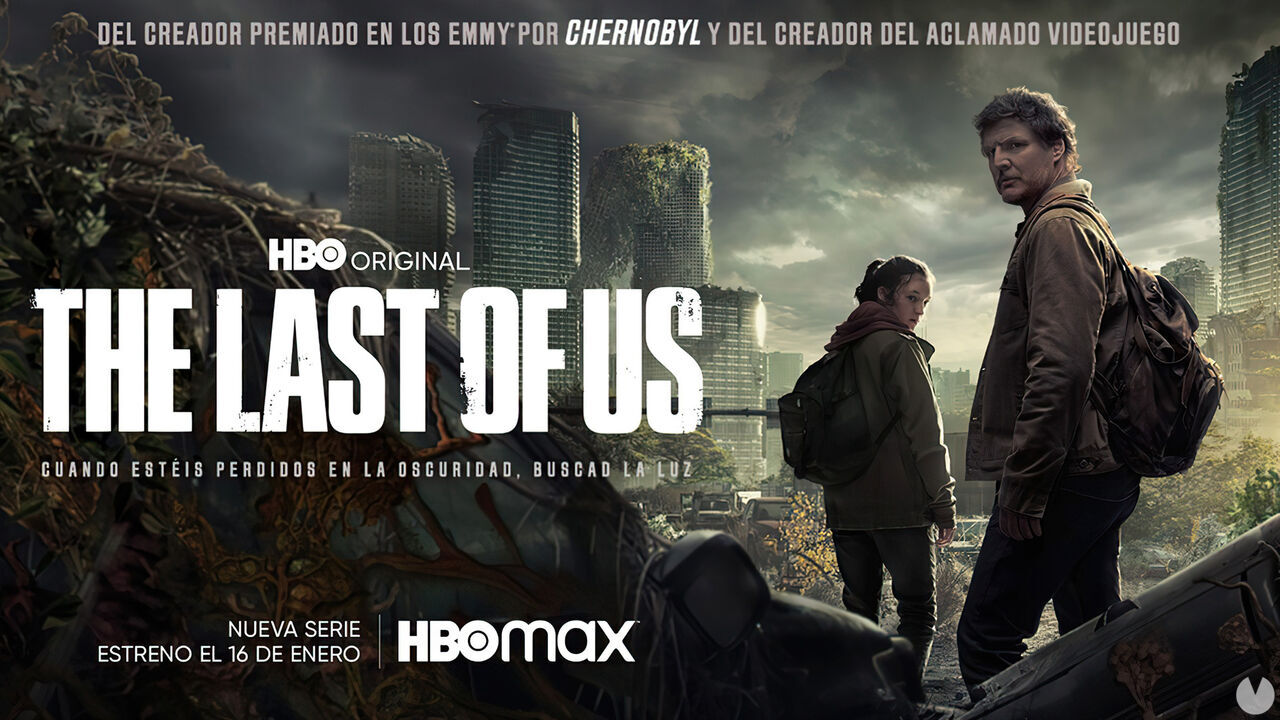 DEL CREADOR PREMIADO EN LOS EMMY® POR CHERNOBYL Y DEL CREADOR DEL ACLAMADO VIDEOJUEGO
HBO ORIGINAL
THE LAST OF US
CUANDO ESTÉIS PERDIDOS EN LA OSCURIDAD, BUSCAD LA LUZ
NUEVA SERIE
ESTRENO EL 16 DE ENERO
HBOmax